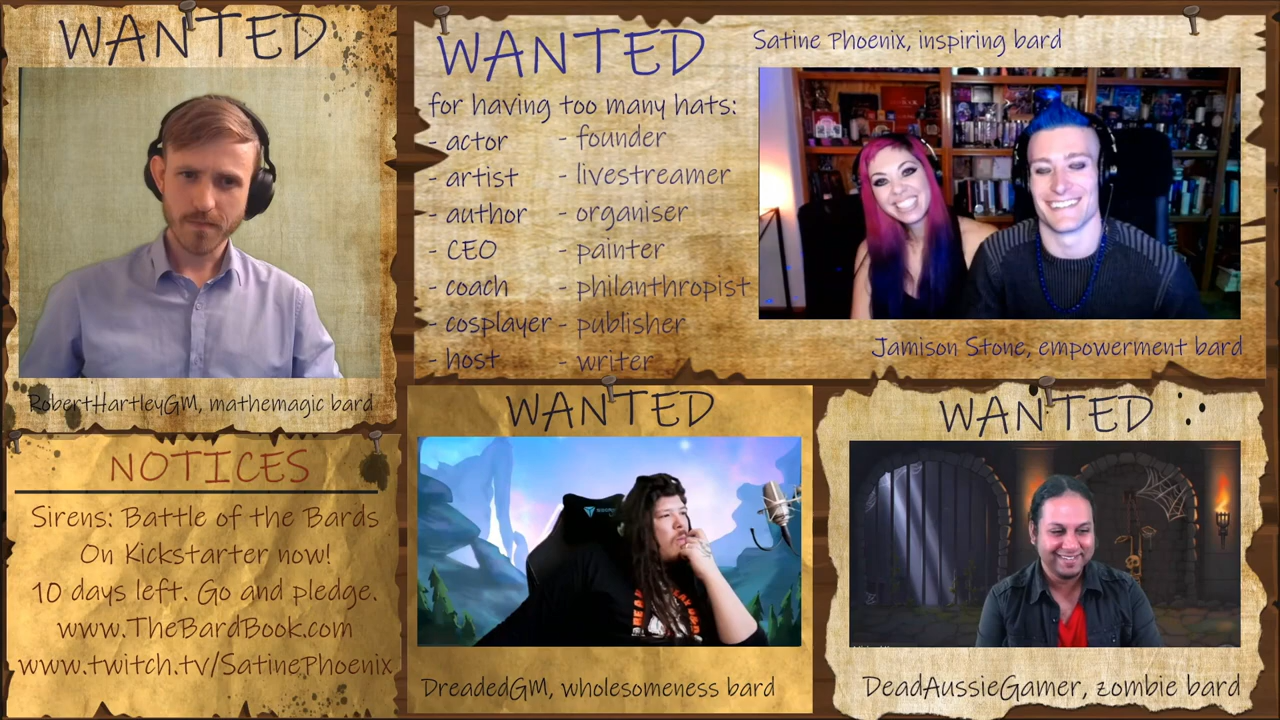 WANTED
RobertHartleyGM, mathemagic bard
NOTICES
Sirens: Battle of the Bards
On Kickstarter now!
10 days left. Go and pledge.
www.TheBardBook.com
www.twitch.tv/SatinePhoenix
WANTED
for having too many hats:
- actor
- artist
- author
- CEO
- coach
- cosplayer
- host
- founder
- livestreamer
- organiser
- painter
- philanthropist
- publisher
- writer
Satine Phoenix, inspiring bard
Jamison Stone, empowerment bard
WANTED
DreadedGM, wholesomeness bard
WANTED
DeadAussieGamer, zombie bard